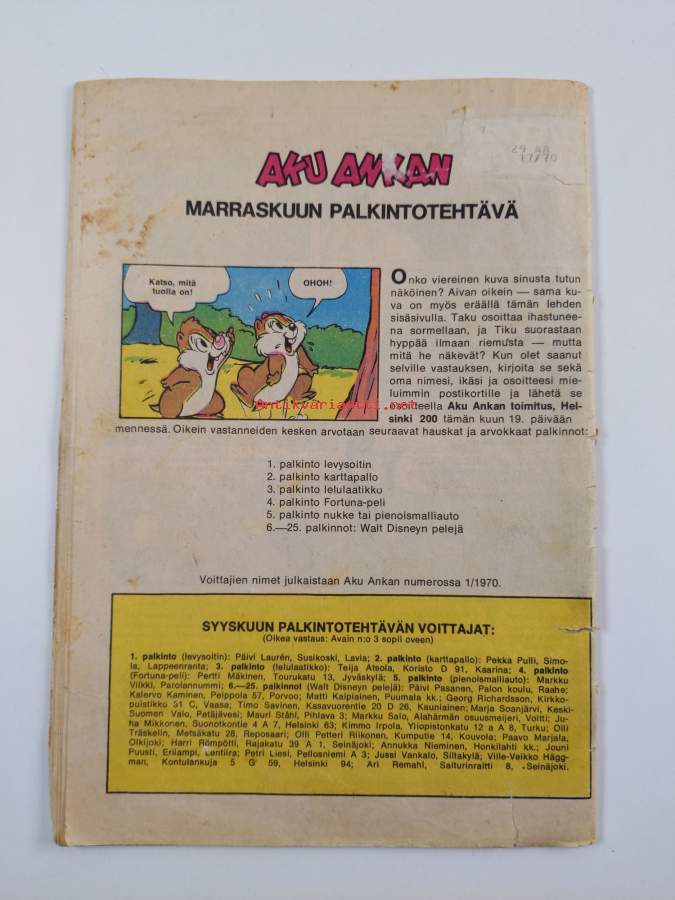 29 AA
17/70
AKU ANKAN
MARRASKUUN PALKINTOTEHTÄVÄ
Katso, mitä
tuolla on!
OHOH!
Onko viereinen kuva sinusta tutun
näköinen? Aivan oikein — sama ku-
va on myös eräällä tämän lehden
sisäsivulla. Taku osoittaa ihastunee-
na sormellaan, ja Tiku suorastaan
hyppää ilmaan riemusta — mutta
mitä he näkevät? Kun olet saanut
selville vastauksen, kirjoita se sekä
oma nimesi, ikäsi ja osoitteesi mie-
luimmin postikortille ja lähetä se
osoitteella Aku Ankan toimitus, Hel-
sinki 200 tämän kuun 19. päivään
mennessä. Oikein vastanneiden kesken arvotaan seuraavat hauskat ja arvokkaat palkinnot:
Antikvariaatti.net
1. palkinto levysoitin
2. palkinto karttapallo
3. palkinto lelulaatikko
4. palkinto Fortuna-peli
5. palkinto nukke tai pienoismalliauto
6.—25. palkinnot: Walt Disneyn pelejä
Voittajien nimet julkaistaan Aku Ankan numerossa 1/1970.
SYYSKUUN PALKINTOTEHTÄVÄN VOITTAJAT:
(Oikea vastaus: Avain n:o 3 sopii oveen)
1. palkinto (levysoitin): Päivi Laurén, Susikoski, Lavia; 2. palkinto (karttapallo): Pekka Pulli, Simo-
la, Lappeenranta; 3. palkinto (lelulaatikko): Teija Atsola, Koristo D 91, Kaarina; 4. palkinto
(Fortuna-peli): Pertti Mäkinen, Tourukatu 13, Jyväskylä; 5. palkinto (pienoismalliauto): Markku
Vilkki, Parolannummi; 6.—25. palkinnot (Walt Disneyn pelejä): Päivi Pasanen, Palon koulu, Raahe;
Kalervo Kaminen, Peippola 57, Porvoo; Matti Kaipiainen, Puumala kk.; Georg Richardsson, Kirkko-
puistikko 31 C, Vaasa; Timo Savinen, Kasavuorentie 20 D 26, Kauniainen; Marja Soanjärvi, Keski-
Suomen Valo, Petäjävesi; Mauri Ståhl, Pihlava 3; Markku Salo, Alahärmän osuusmeijeri, Voltti; Ju-
ha Mikkonen, Suonotkontie 4 A 7, Helsinki 63; Kimmo Irpola, Yliopistonkatu 12 a A 8, Turku; Olli
Träskelin, Metsäkatu 28, Reposaari; Olli Petteri Riikonen, Kumputie 14, Kouvola; Paavo Marjala,
Olkijoki; Harri Römpötti, Rajakatu 39 A 1, Seinäjoki; Annukka Nieminen, Honkilahti kk.; Jouni
Puusti, Erilampi, Lentiira; Petri Liesi, Pellosniemi A 3; Jussi Vankalo, Siltakylä; Ville-Veikko Hägg-
man, Kontulankuja 5 G 59, Helsinki 94; Ari Remahl, Saiturinraitti 8, Seinäjoki.